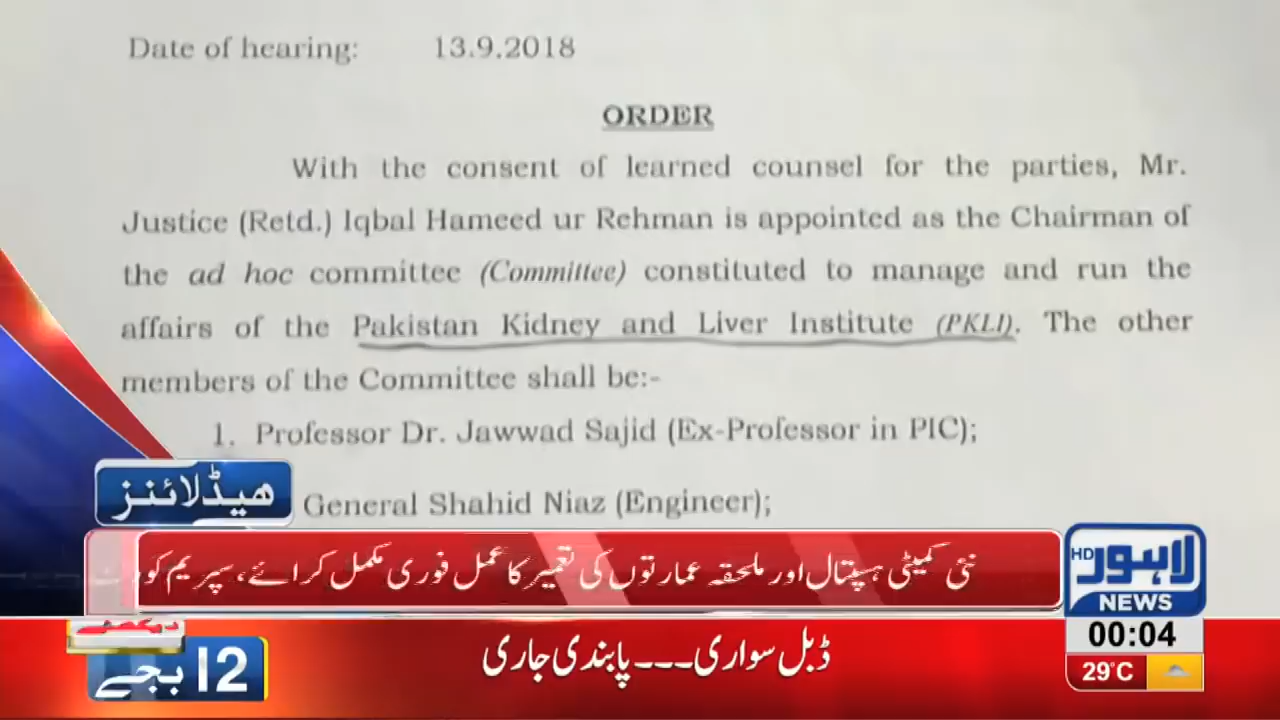 Date of hearing: 13.9.2018
ORDER
With the consent of learned counsel for the parties, Mr.
Justice (Retd.) Iqbal Hameed ur Rehman is appointed as the Chairman of
the ad hoc committee (Committee) constituted to manage and run the
affairs of the Pakistan Kidney and Liver Institute (PKLI). The other
members of the Committee shall be:-
1. Professor Dr. Jawwad Sajid (Ex-Professor in PIC);
General Shahid Niaz (Engineer);
ھیڈلائنز
نئی کمیٹی ہسپتال اور ملحقہ عمارتوں کی تعمیر کا عمل فوری مکمل کرائے، سپریم کورٹ
لاہور HD
NEWS
00:04
29°C
دیکھئے
12 بجے
ڈبل سواری۔۔۔پابندی جاری